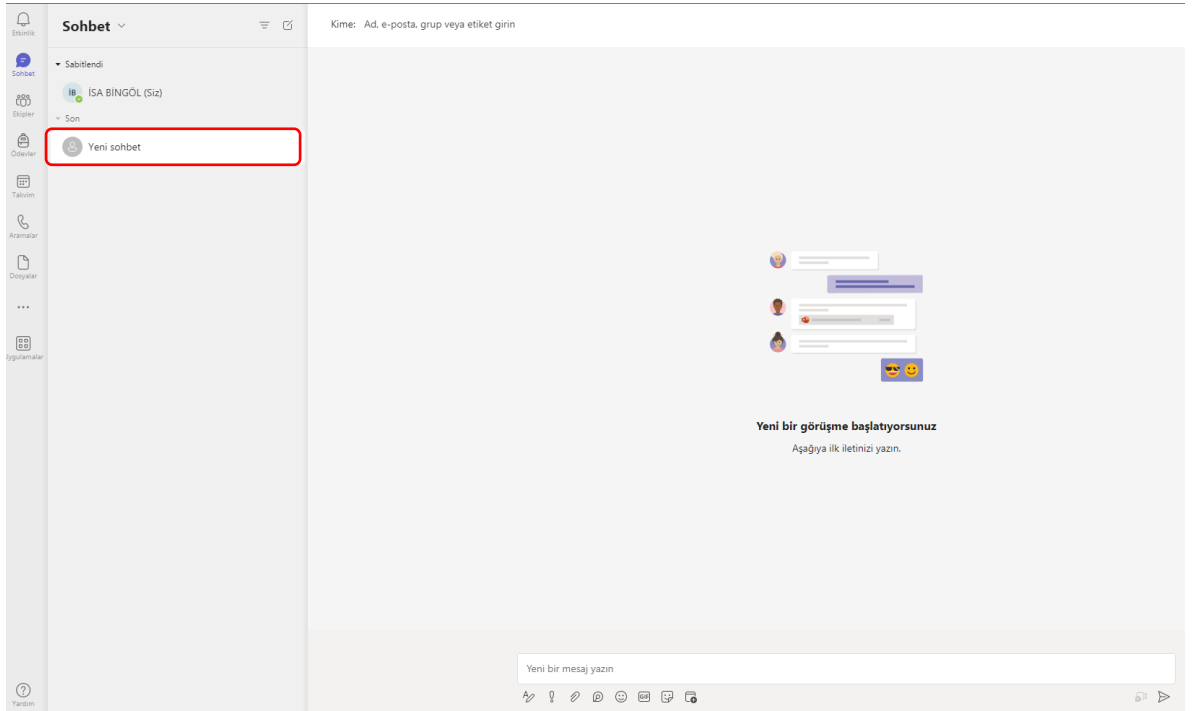 Etkinlik
Sohbet
Ekipler
Ödevler
Takvim
Aramalar
Dosyalar
Uygulamalar
Yardım
Sohbet
Sabitlendi
İB
İSA BİNGÖL (Siz)
Son
Yeni sohbet
Kime: Ad, e-posta, grup veya etiket girin
Yeni bir görüşme başlatıyorsunuz
Aşağıya ilk iletinizi yazın.
Yeni bir mesaj yazın
GIF